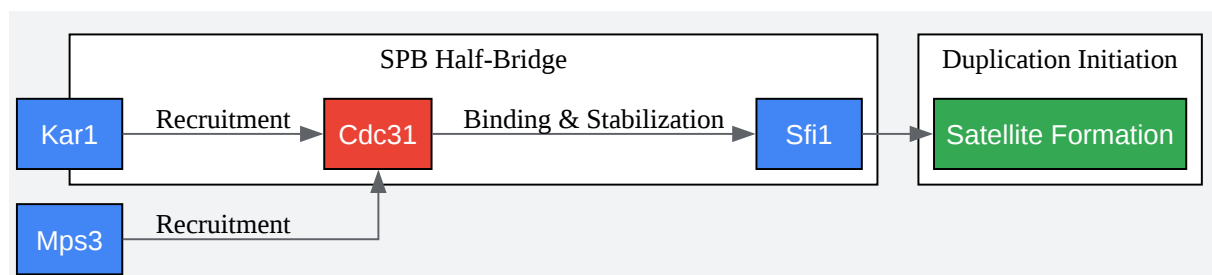 SPB Half-Bridge
Duplication Initiation
Kar1
Recruitment
Cdc31
Binding & Stabilization
Sfi1
Satellite Formation
Mps3
Recruitment